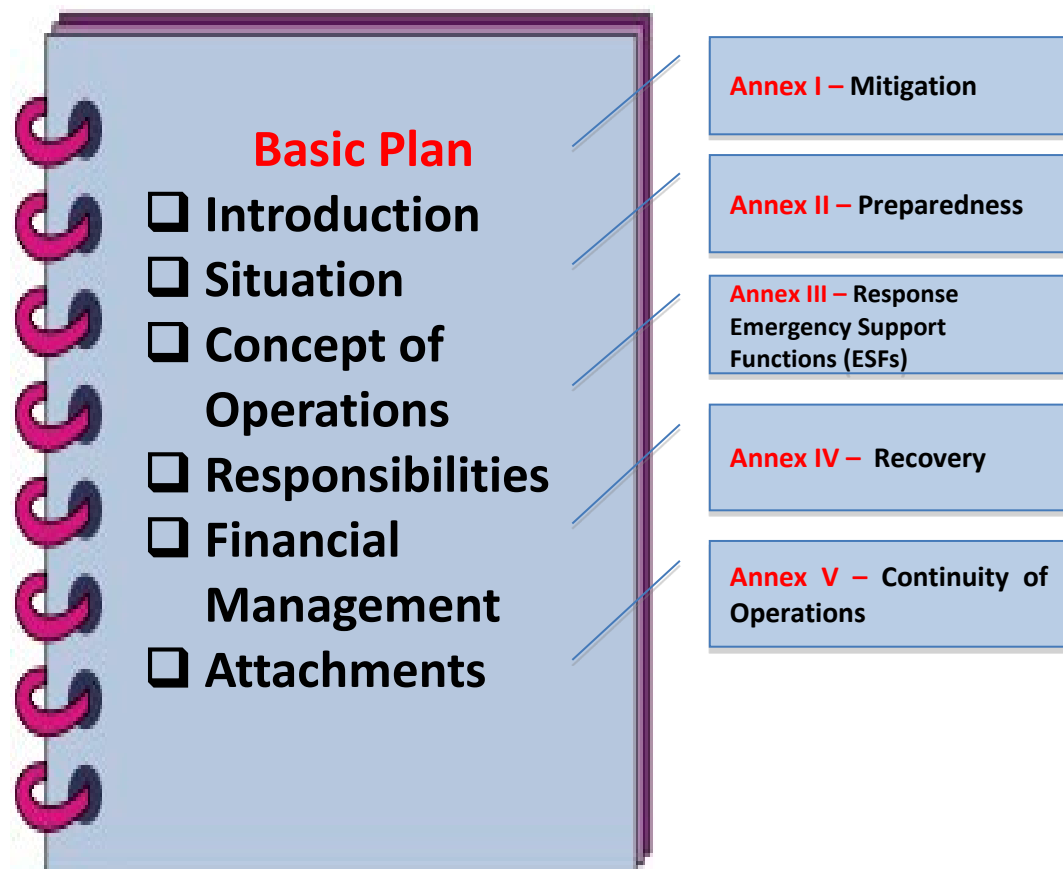 Basic Plan
❑ Introduction
❑ Situation
❑ Concept of
Operations
❑ Responsibilities
❑ Financial
Management
❑ Attachments
Annex I – Mitigation
Annex II – Preparedness
Annex III – Response
Emergency Support
Functions (ESFs)
Annex IV – Recovery
Annex V – Continuity of
Operations